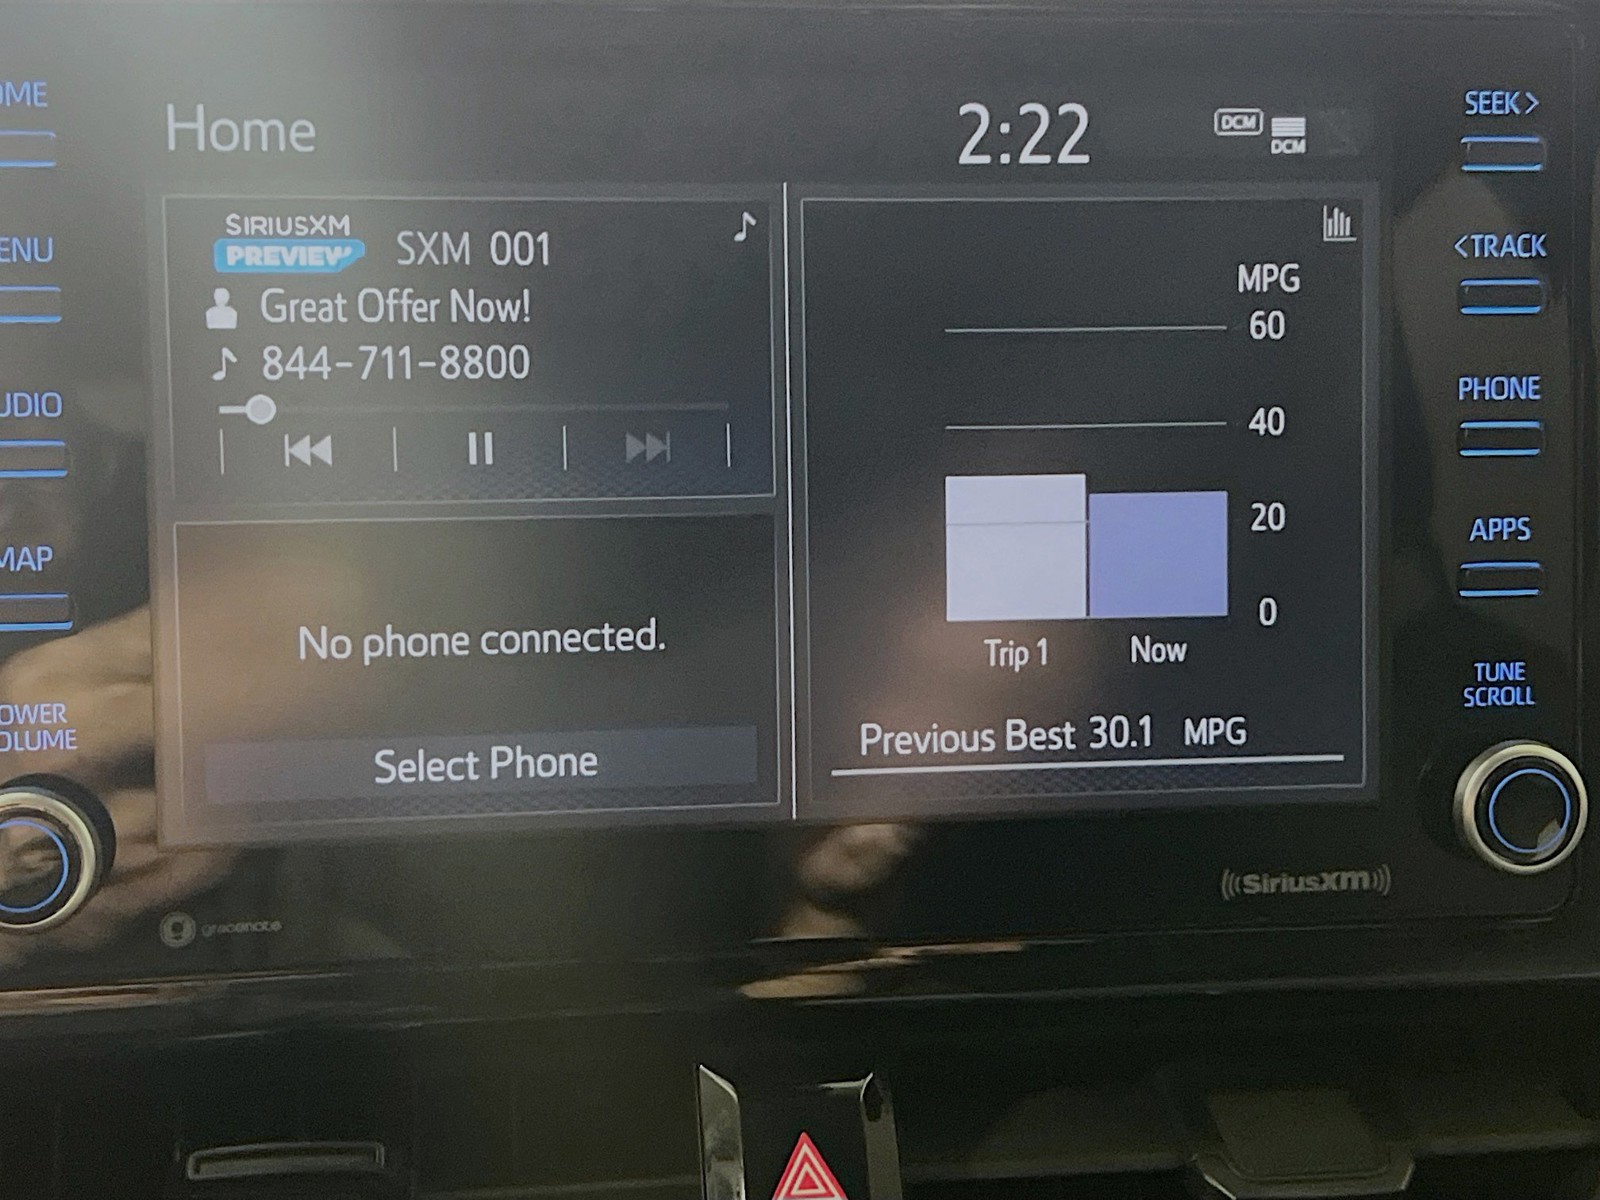 Home
2:22
DCM
DCM
SIRIUSXM
PREVIEW
SXM 001
Great Offer Now!
844-711-8800
No phone connected.
Select Phone
MPG
60
40
20
0
Trip 1
Now
Previous Best 30.1 MPG
OME
ENU
UDIO
MAP
OWER
OLUME
SEEK>
<TRACK
PHONE
APPS
TUNE
SCROLL
gracenote
((SiriusXm))